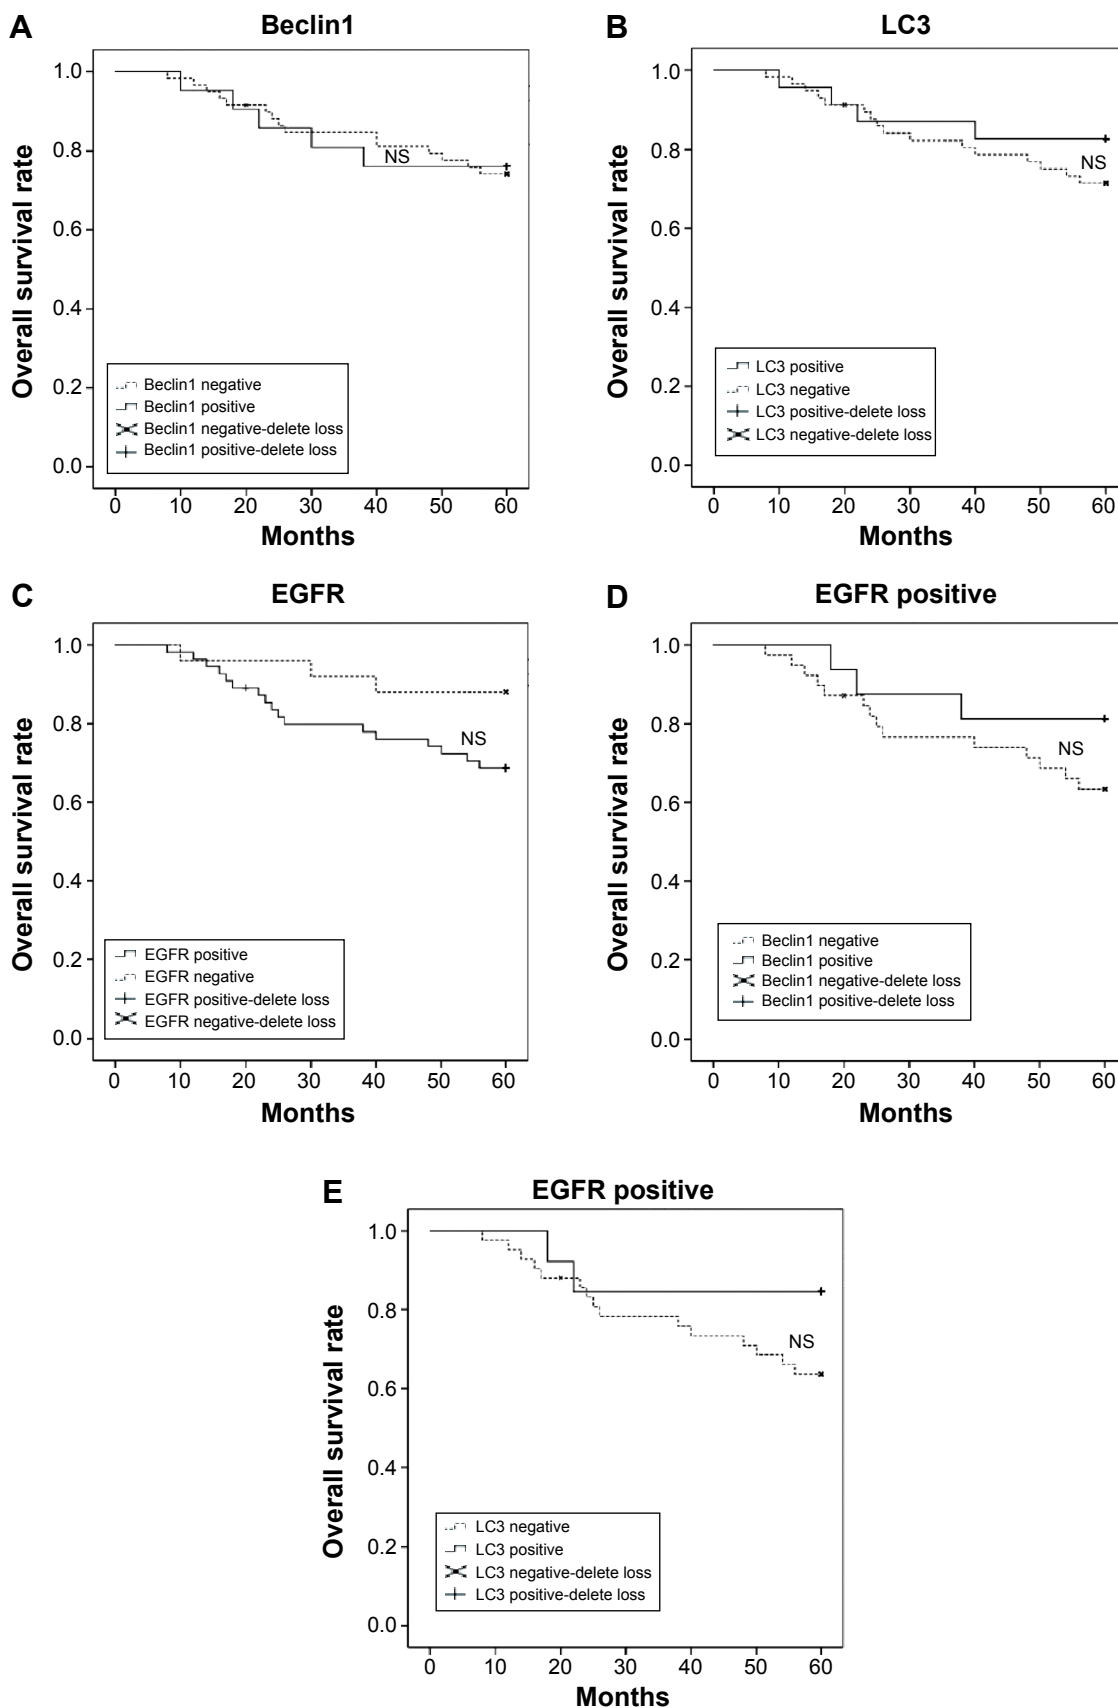 A Beclin1
Overall survival rate
1.0
0.8
0.6
0.4
0.2
0.0
NS
Beclin1 negative
Beclin1 positive
Beclin1 negative-delete loss
Beclin1 positive-delete loss
0 10 20 30 40 50 60
Months
B LC3
Overall survival rate
1.0
0.8
0.6
0.4
0.2
0.0
NS
LC3 positive
LC3 negative
LC3 positive-delete loss
LC3 negative-delete loss
0 10 20 30 40 50 60
Months
C EGFR
Overall survival rate
1.0
0.8
0.6
0.4
0.2
0.0
NS
EGFR positive
EGFR negative
EGFR positive-delete loss
EGFR negative-delete loss
0 10 20 30 40 50 60
Months
D EGFR positive
Overall survival rate
1.0
0.8
0.6
0.4
0.2
0.0
NS
Beclin1 negative
Beclin1 positive
Beclin1 negative-delete loss
Beclin1 positive-delete loss
0 10 20 30 40 50 60
Months
E EGFR positive
Overall survival rate
1.0
0.8
0.6
0.4
0.2
0.0
NS
LC3 negative
LC3 positive
LC3 negative-delete loss
LC3 positive-delete loss
0 10 20 30 40 50 60
Months